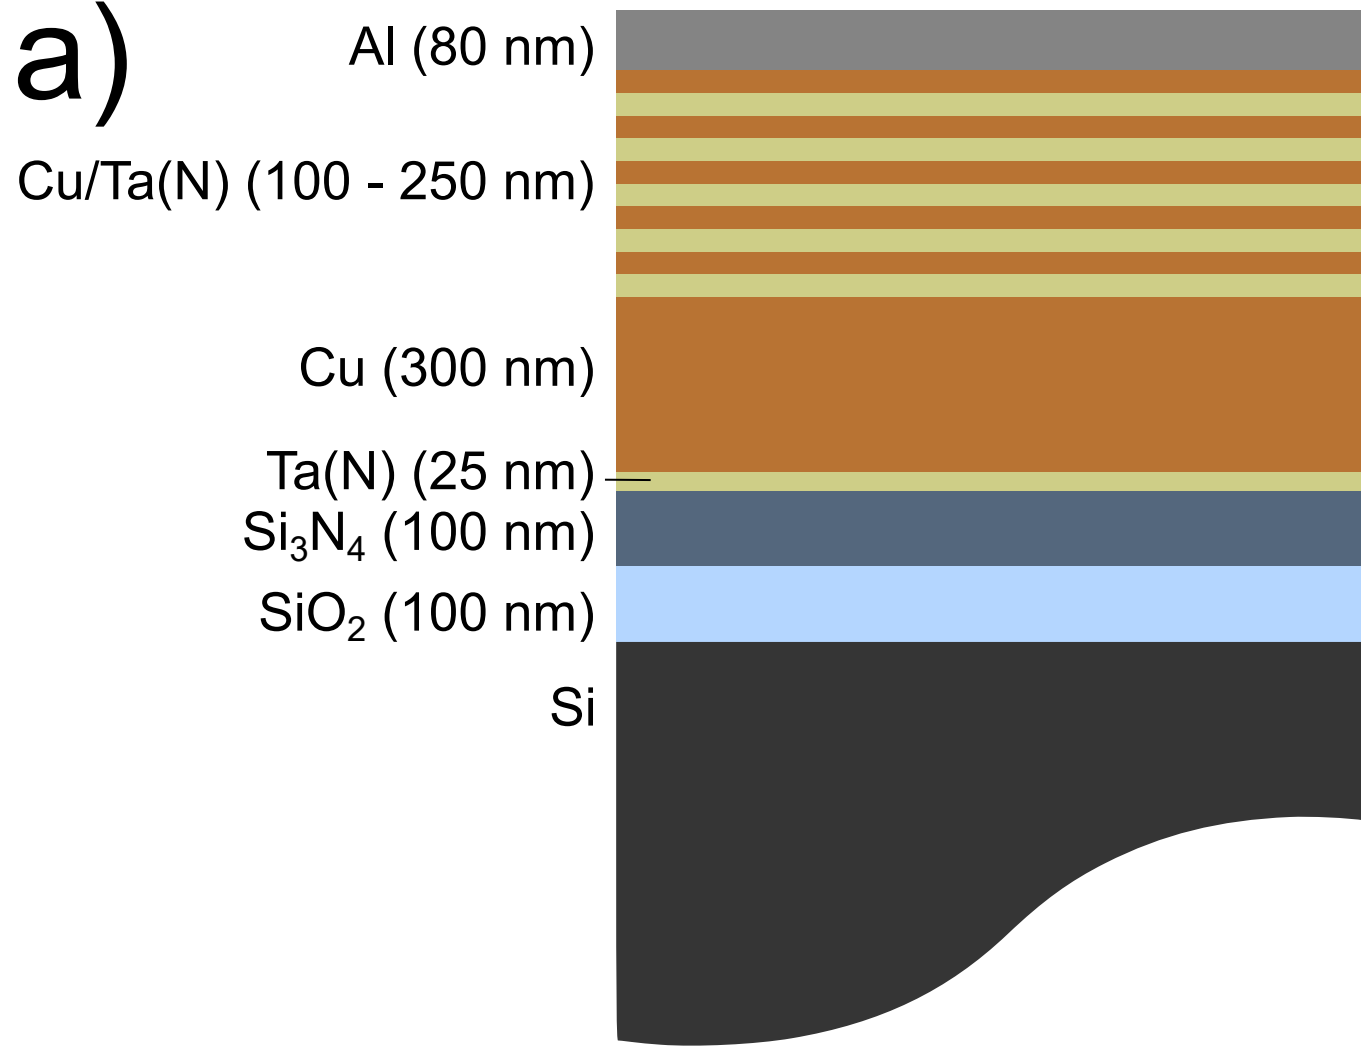 a)
Al (80 nm)
Cu/Ta(N) (100 - 250 nm)
Cu (300 nm)
Ta(N) (25 nm)
Si₃N₄ (100 nm)
SiO₂ (100 nm)
Si